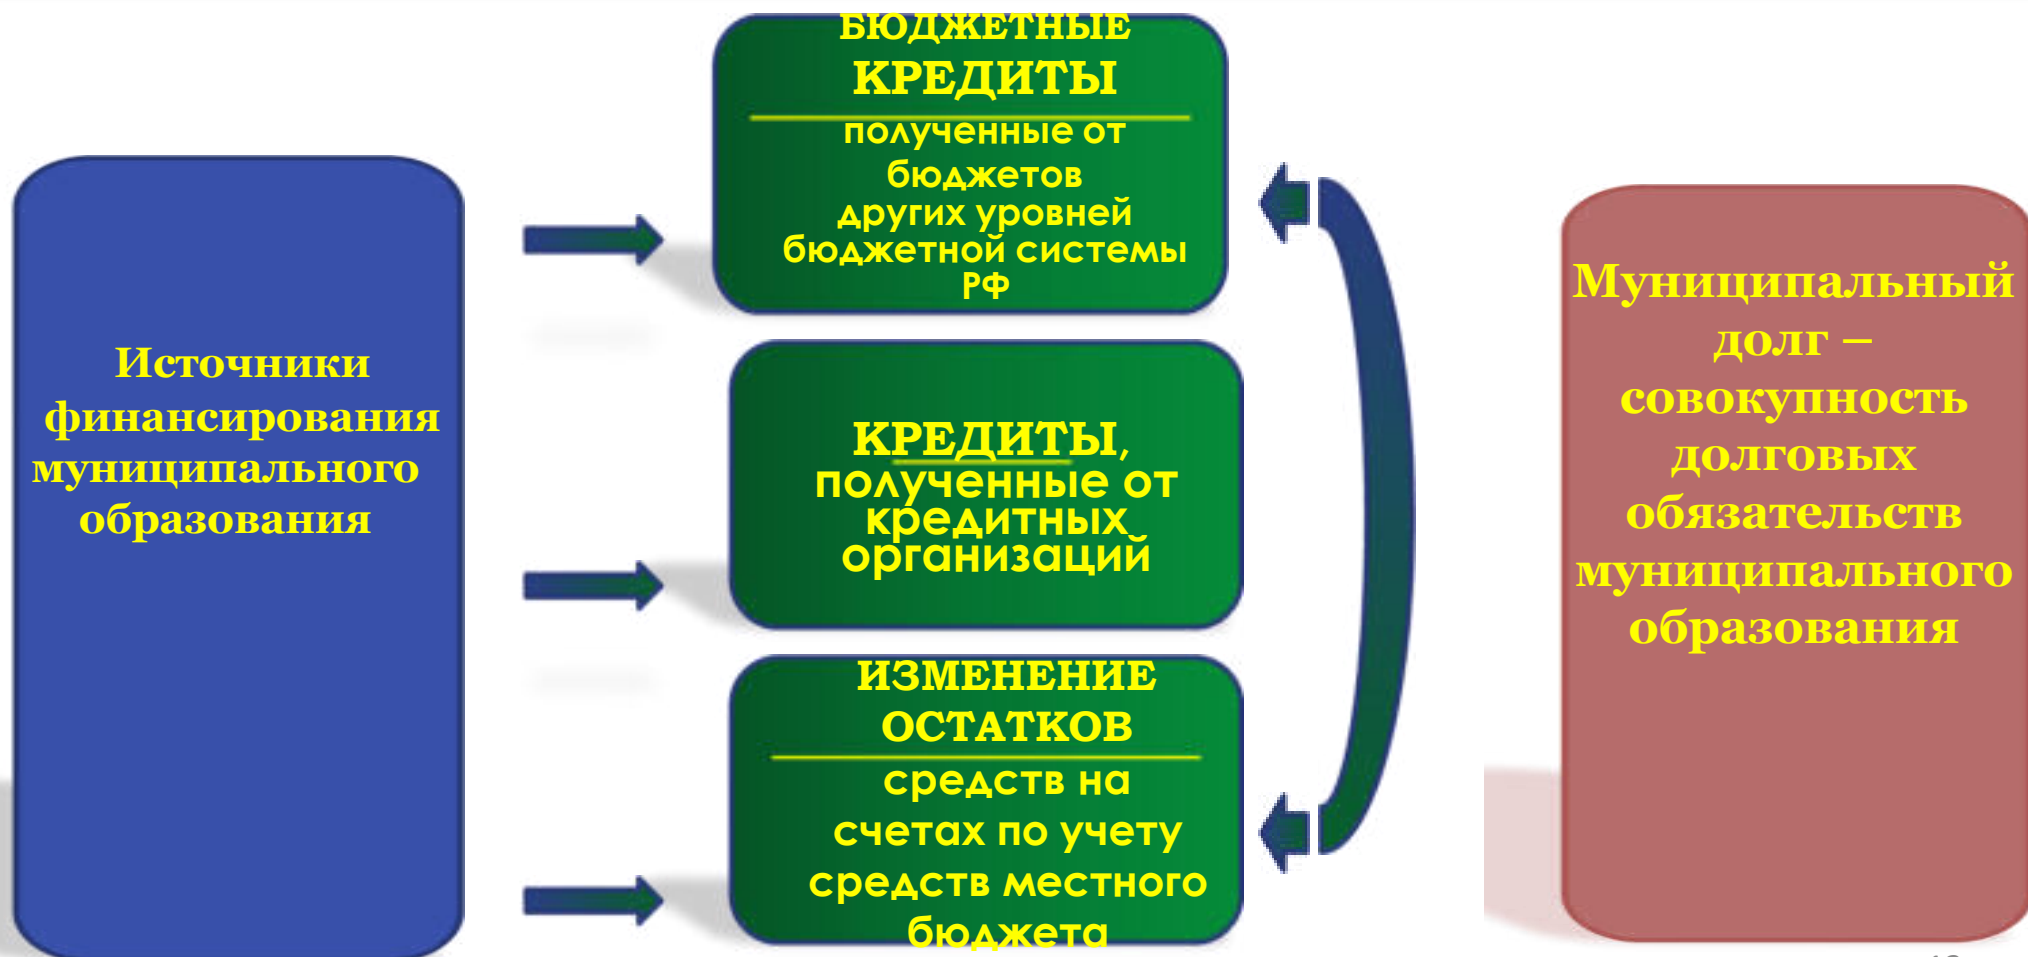 Источники
финансирования
муниципального
образования
БЮДЖЕТНЫЕ
КРЕДИТЫ
полученные от
бюджетов
других уровней
бюджетной системы
РФ
КРЕДИТЫ,
полученные от
кредитных
организаций
ИЗМЕНЕНИЕ
ОСТАТКОВ
средств на
счетах по учету
средств местного
бюджета
Муниципальный
долг –
совокупность
долговых
обязательств
муниципального
образования